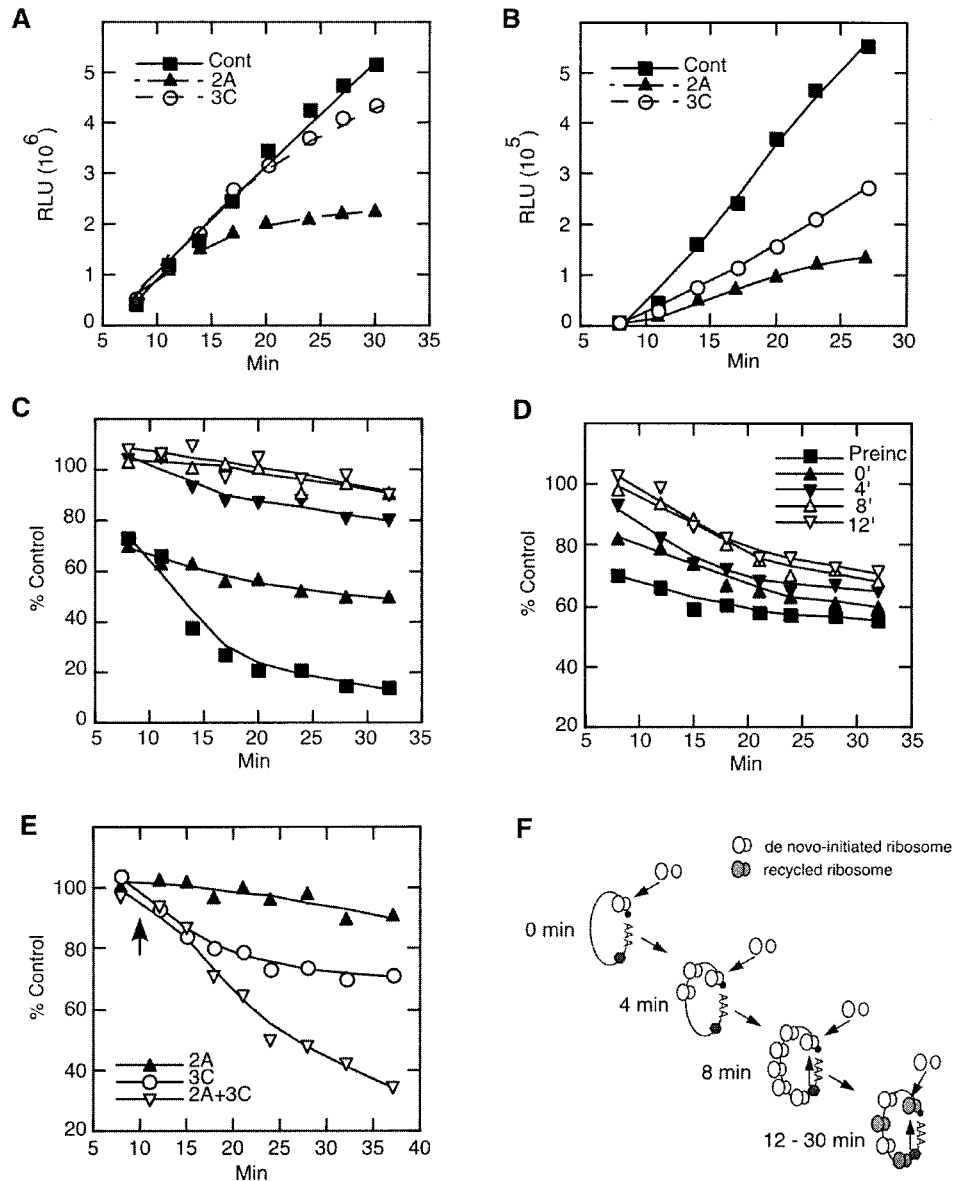 A
RLU (10⁶)
5
4
3
2
1
0
Cont
2A
3C
5 10 15 20 25 30 35
Min
B
RLU (10⁵)
5
4
3
2
1
0
Cont
2A
3C
5 10 15 20 25 30
Min
C
% Control
100
80
60
40
20
0
5 10 15 20 25 30 35
Min
D
% Control
100
80
60
40
20
Preinc
0'
4'
8'
12'
5 10 15 20 25 30 35
Min
E
% Control
100
80
60
40
20
2A
3C
2A+3C
5 10 15 20 25 30 35 40
Min
F
de novo-initiated ribosome
recycled ribosome
0 min
AAA
4 min
AAA
8 min
AAA
12 - 30 min
AAA